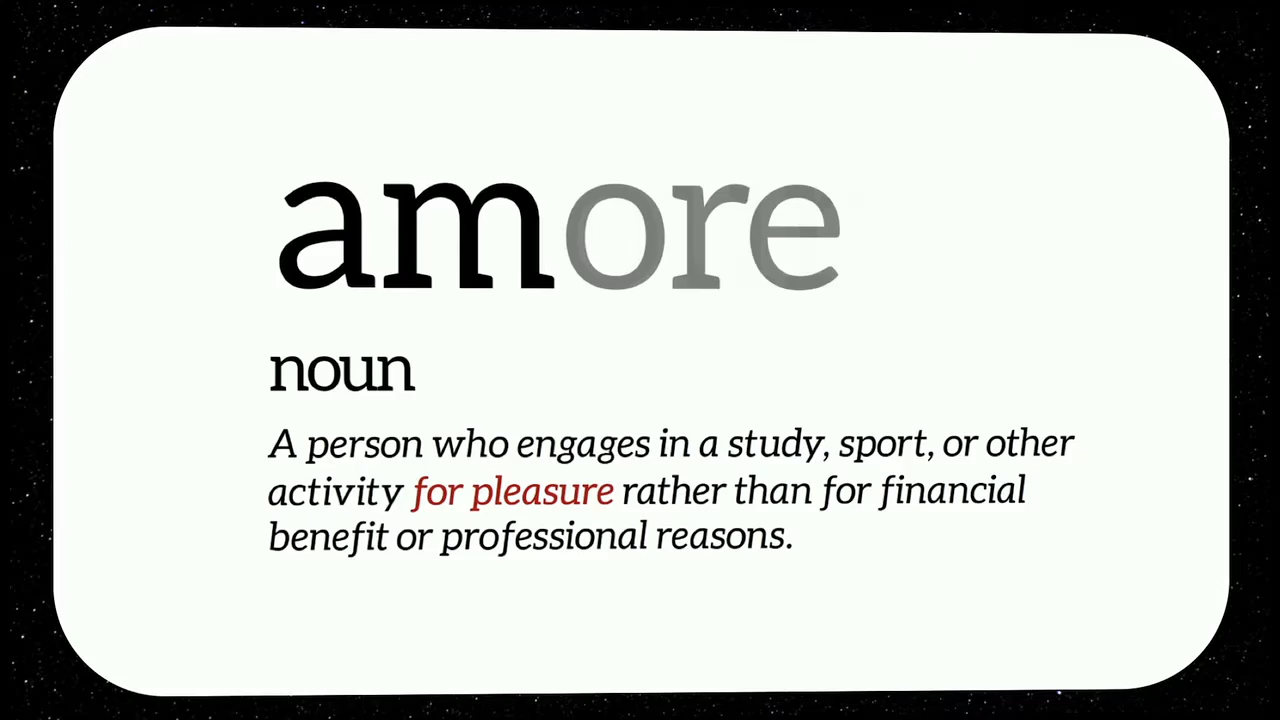 amore
noun
A person who engages in a study, sport, or other
activity for pleasure rather than for financial
benefit or professional reasons.